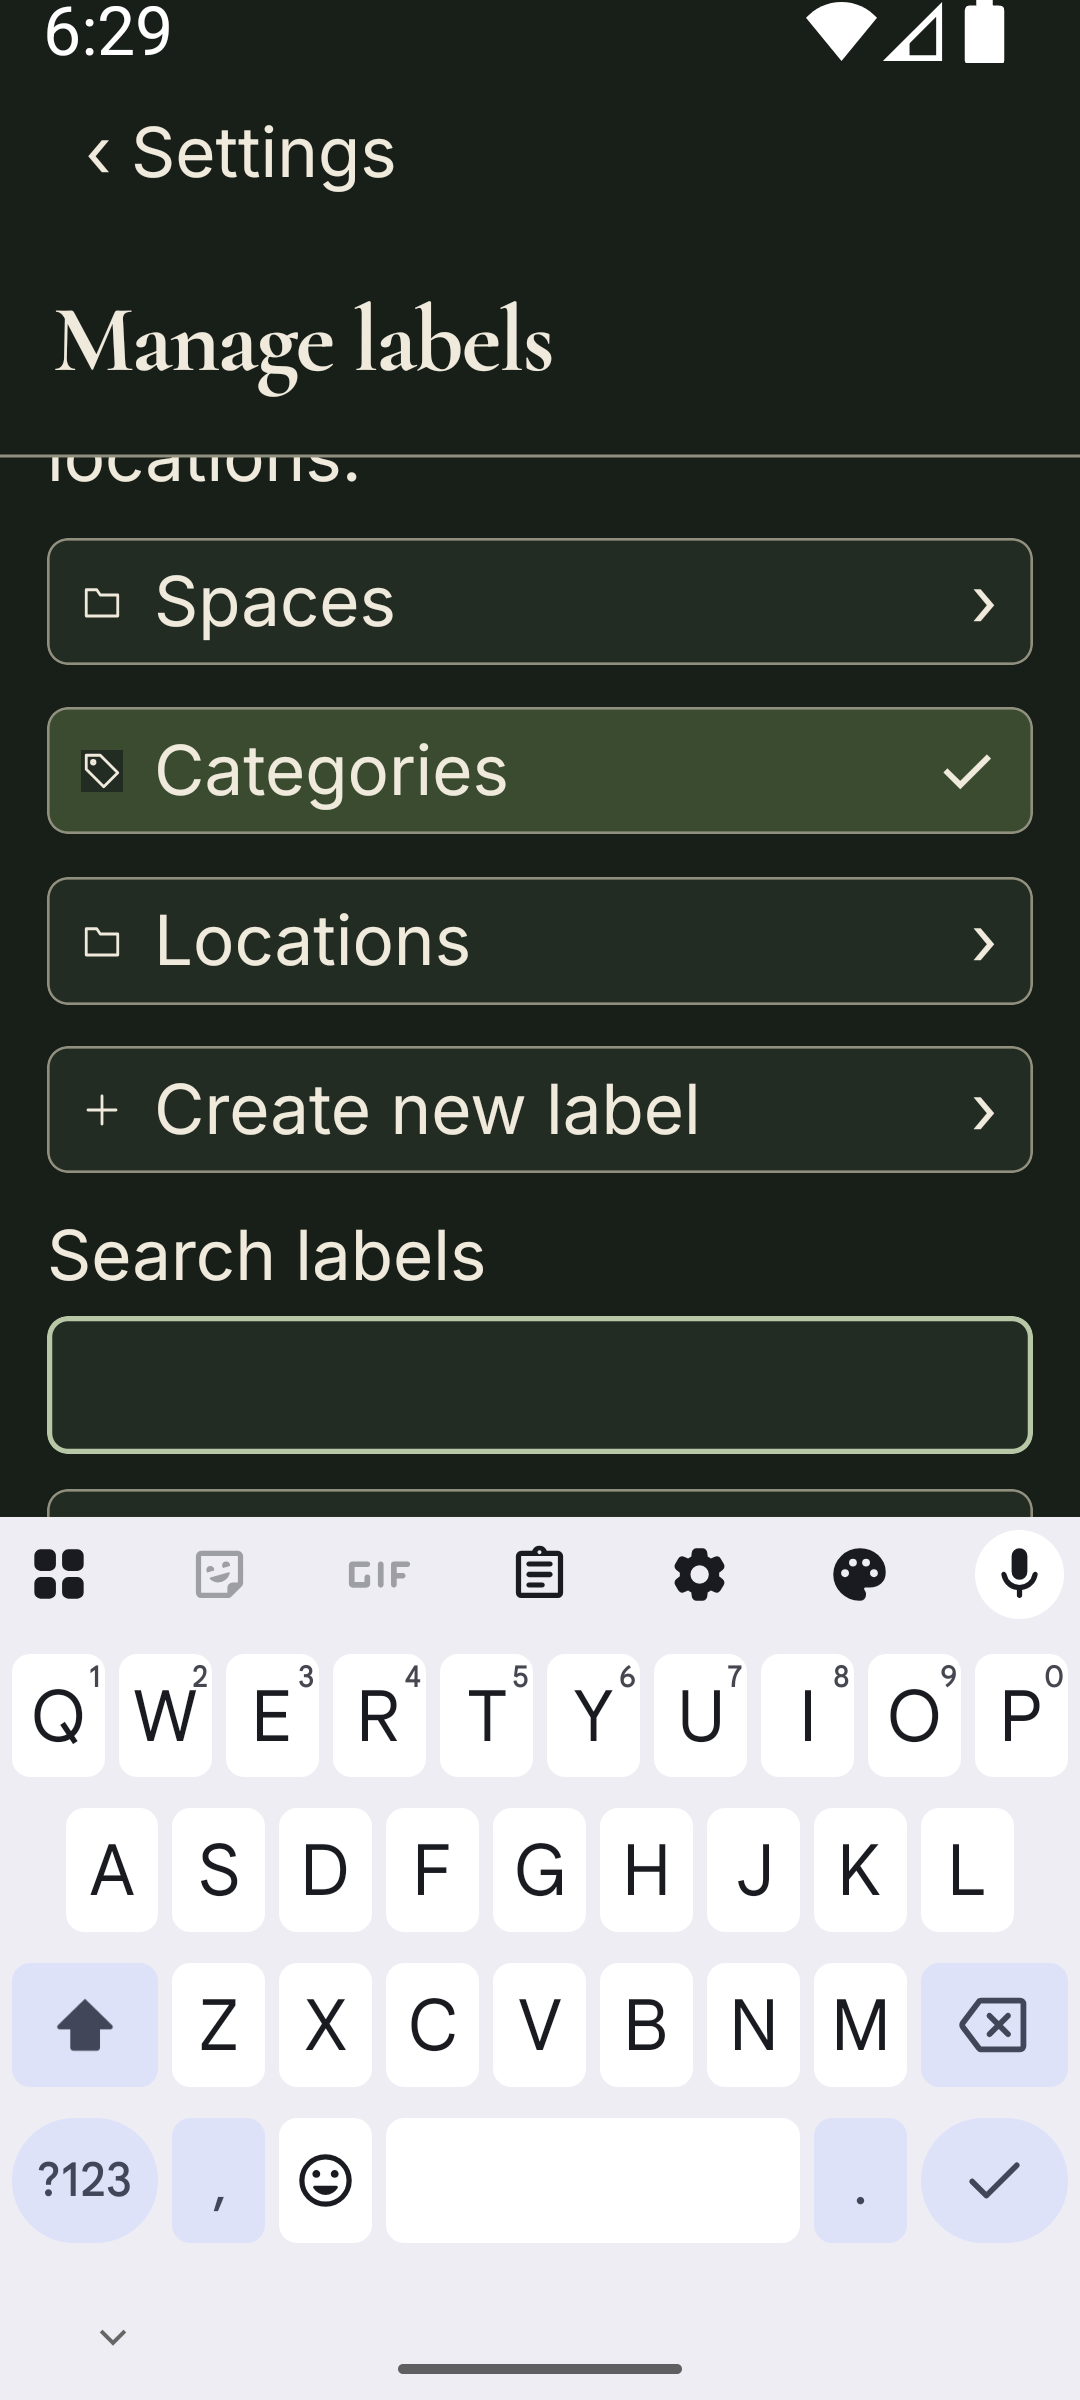 6:29
‹ Settings
Manage labels
locations.
Spaces
Categories
Locations
Create new label
Search labels
GIF
Q1 W2 E3 R4 T5 Y6 U7 I8 O9 P0
A S D F G H J K L
Z X C V B N M
?123 , .